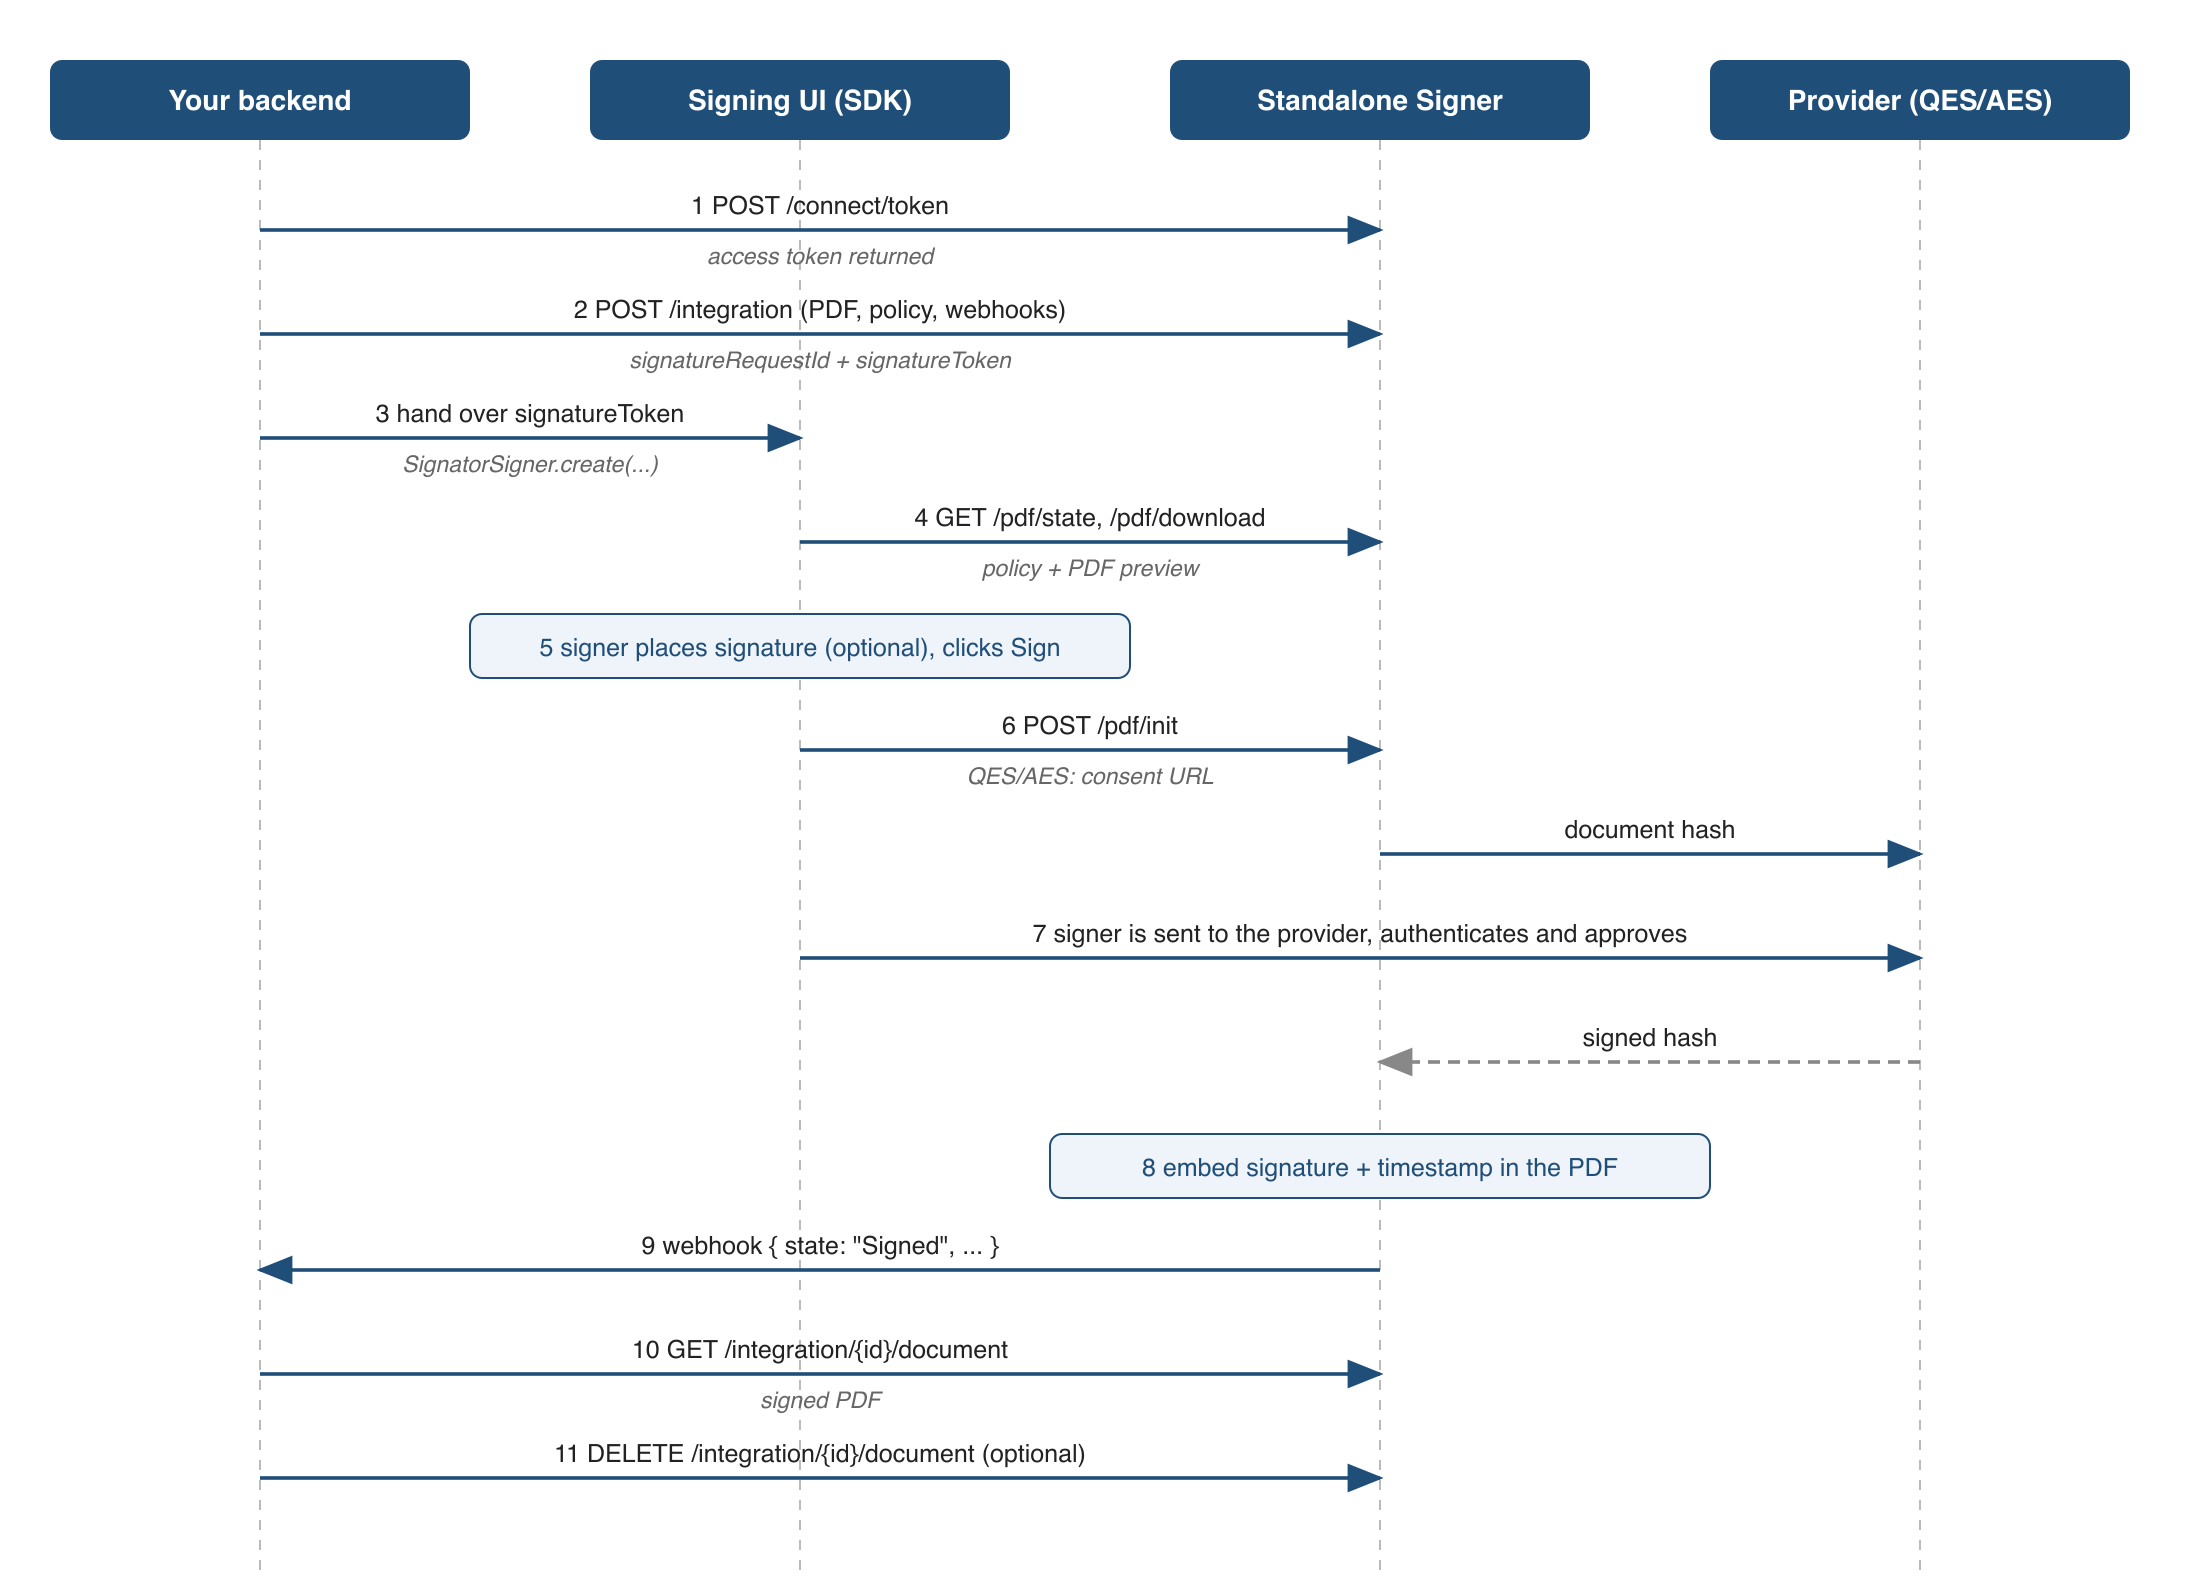 Your backend
Signing UI (SDK)
Standalone Signer
Provider (QES/AES)
1 POST /connect/token
access token returned
2 POST /integration (PDF, policy, webhooks)
signatureRequestId + signatureToken
3 hand over signatureToken
SignatorSigner.create(...)
4 GET /pdf/state, /pdf/download
policy + PDF preview
5 signer places signature (optional), clicks Sign
6 POST /pdf/init
QES/AES: consent URL
document hash
7 signer is sent to the provider, authenticates and approves
signed hash
8 embed signature + timestamp in the PDF
9 webhook { state: "Signed", ... }
10 GET /integration/{id}/document
signed PDF
11 DELETE /integration/{id}/document (optional)